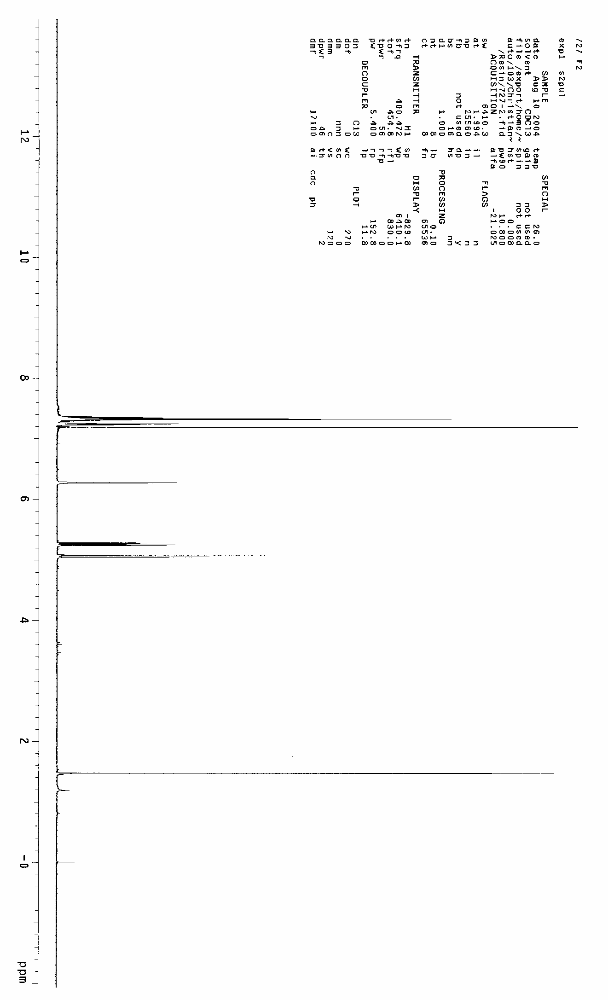 727 F2
exp1 s2pul
SAMPLE SPECIAL
date Aug 10 2004 temp 26.0
solvent CDCl3 gain not used
file /export/home/~ spin not used
auto/103/Christian~ hst 0.008
/Resin/727-2.fid pw90 10.800
ACQUISITION alfa -21.025
sw 6410.3 FLAGS
at 1.994 il n
np 25560 in n
fb not used dp y
bs 16 hs nn
d1 1.000 PROCESSING
nt 8 lb 0.10
ct 8 fn 65536
TRANSMITTER DISPLAY
tn H1 sp -829.8
sfrq 400.472 wp 6410.1
tof 454.8 rfl 830.0
tpwr 56 rfp 0
pw 5.400 rp 152.8
DECOUPLER lp 11.8
dn C13 PLOT
dof 0 wc 270
dm nnn sc 0
dmm c vs 120
dpwr 46 th 2
dmf 17100 ai cdc ph
12 10 8 6 4 2 -0 ppm